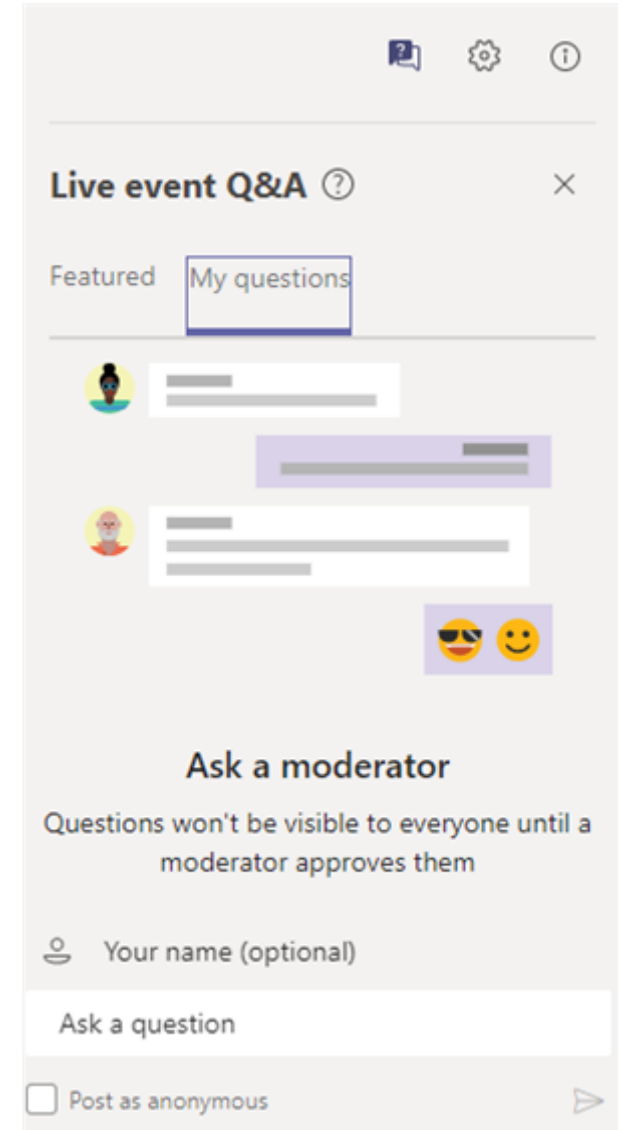 Live event Q&A
Featured
My questions
Ask a moderator
Questions won't be visible to everyone until a
moderator approves them
Your name (optional)
Ask a question
Post as anonymous